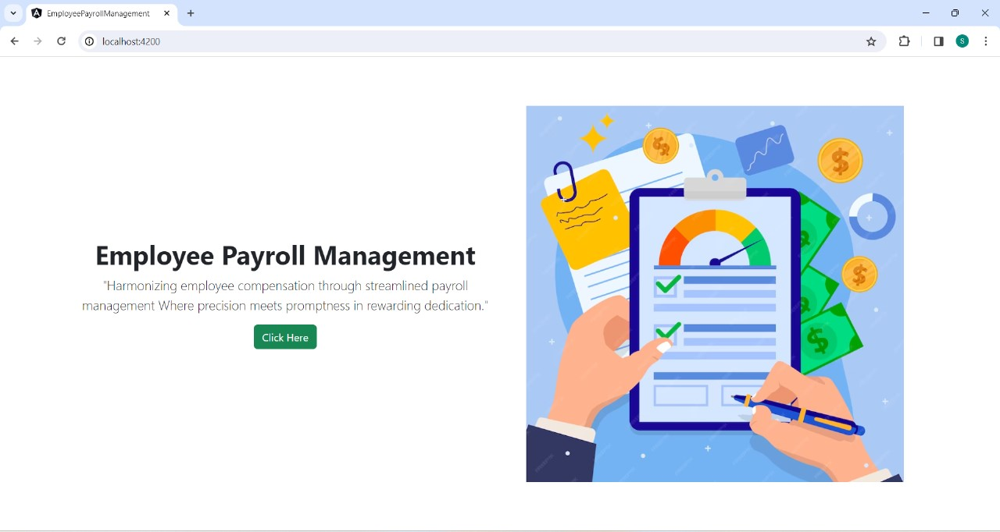 EmployeePayrollManagement
localhost:4200
S
Employee Payroll Management
"Harmonizing employee compensation through streamlined payroll
management Where precision meets promptness in rewarding dedication."
Click Here